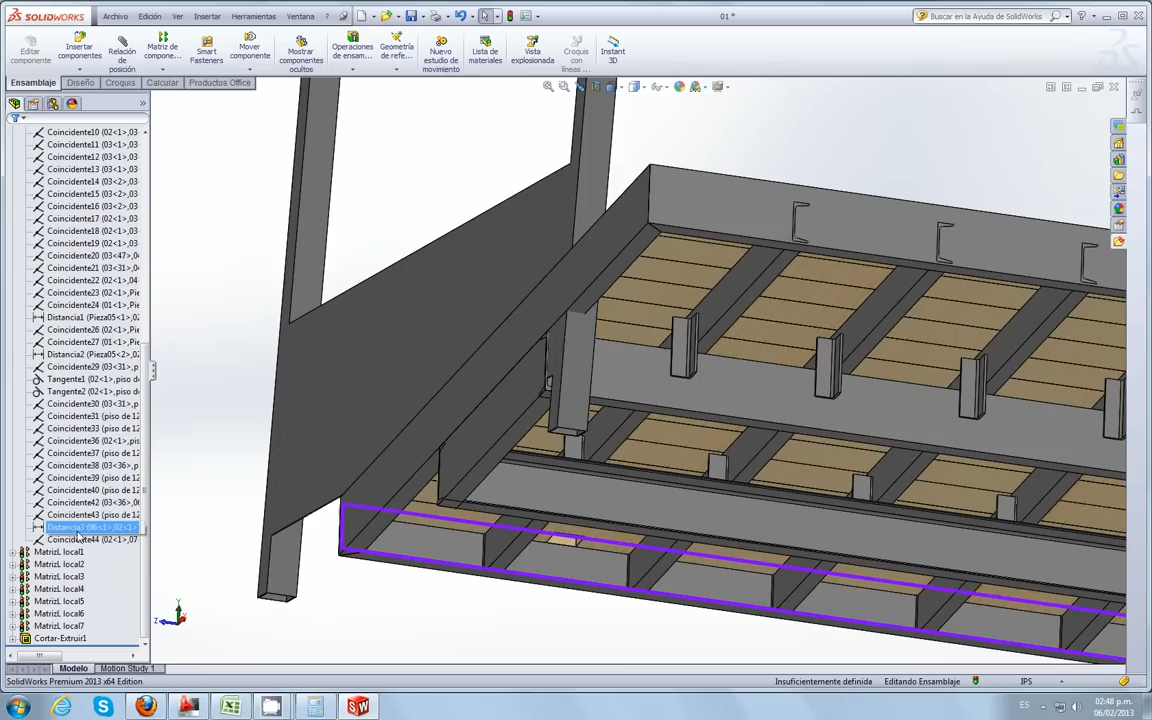 SOLIDWORKS Archivo Edición Ver Insertar Herramientas Ventana ? 01 * Buscar en la Ayuda de SolidWorks
Editar componente
Insertar componentes
Relación de posición
Matriz de compone...
Smart Fasteners
Mover componente
Mostrar componentes ocultos
Operaciones de ensam...
Geometría de refe...
Nuevo estudio de movimiento
Lista de materiales
Vista explosionada
Croquis con líneas ...
Instant 3D
Ensamblaje Diseño Croquis Calcular Productos Office
Coincidente10 (02<1>,03
Coincidente11 (03<1>,03
Coincidente12 (03<1>,03
Coincidente13 (03<1>,03
Coincidente14 (03<2>,03
Coincidente15 (03<2>,03
Coincidente16 (03<2>,03
Coincidente17 (02<1>,03
Coincidente18 (02<1>,03
Coincidente19 (02<1>,03
Coincidente20 (03<47>,0
Coincidente21 (03<31>,0
Coincidente22 (02<1>,04
Coincidente23 (02<1>,Pie
Coincidente24 (01<1>,Pie
Distancia1 (Pieza05<1>,02
Coincidente26 (02<1>,Pie
Coincidente27 (01<1>,Pie
Distancia2 (Pieza05<2>,02
Coincidente29 (03<31>,p
Tangente1 (02<1>,piso d
Tangente2 (02<1>,piso d
Coincidente30 (03<31>,p
Coincidente31 (piso de 12
Coincidente33 (piso de 12
Coincidente36 (02<1>,pis
Coincidente37 (piso de 12
Coincidente38 (03<36>,p
Coincidente39 (piso de 12
Coincidente40 (piso de 12
Coincidente42 (03<36>,0
Coincidente43 (piso de 12
Distancia3 (06<1>,02<1>
Coincidente44 (02<1>,07
MatrizL local1
MatrizL local2
MatrizL local3
MatrizL local4
MatrizL local5
MatrizL local6
MatrizL local7
Cortar-Extruir1
Y
Z
Modelo Motion Study 1
SolidWorks Premium 2013 x64 Edition Insuficientemente definida Editando Ensamblaje IPS
ES 02:48 p.m.
06/02/2013